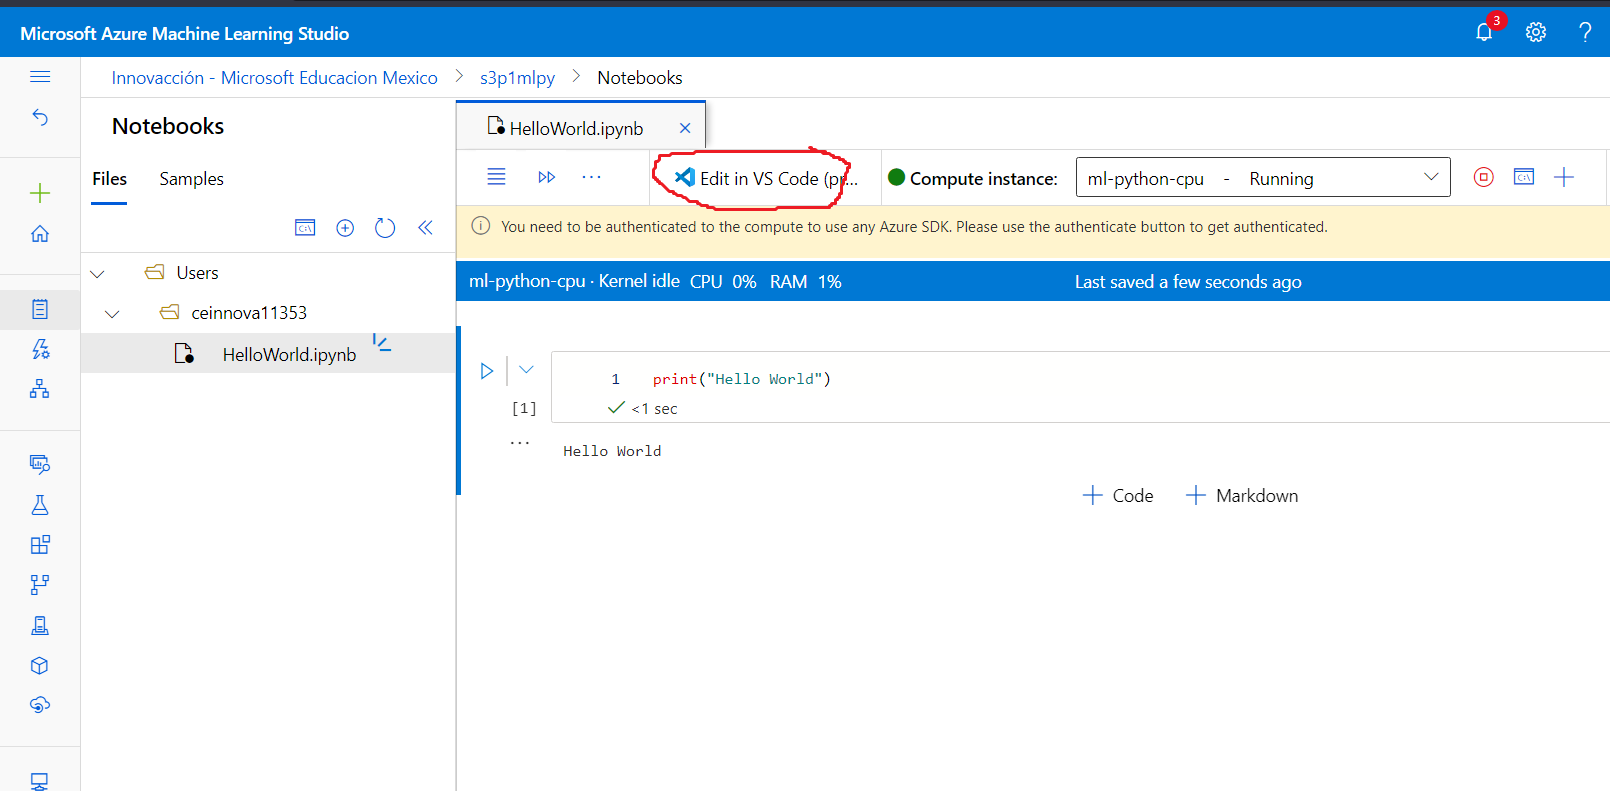 Microsoft Azure Machine Learning Studio
3
Innovacción - Microsoft Educacion Mexico > s3p1mlpy > Notebooks
Notebooks
Files Samples
Users
ceinnova11353
HelloWorld.ipynb
HelloWorld.ipynb
Edit in VS Code (pr...
Compute instance:
ml-python-cpu - Running
You need to be authenticated to the compute to use any Azure SDK. Please use the authenticate button to get authenticated.
ml-python-cpu · Kernel idle CPU 0% RAM 1%
Last saved a few seconds ago
1 print("Hello World")
[1]
<1 sec
Hello World
+ Code + Markdown